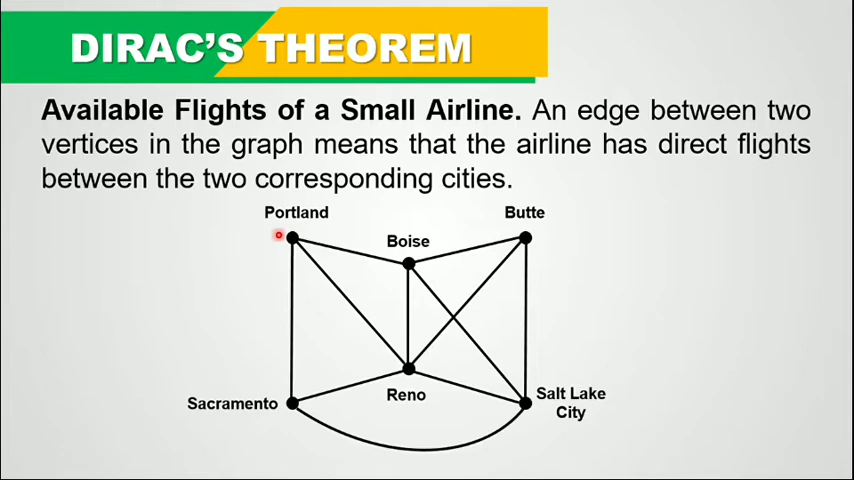 DIRAC'S THEOREM
Available Flights of a Small Airline. An edge between two
vertices in the graph means that the airline has direct flights
between the two corresponding cities.
Portland
Butte
Boise
Sacramento
Reno
Salt Lake
City